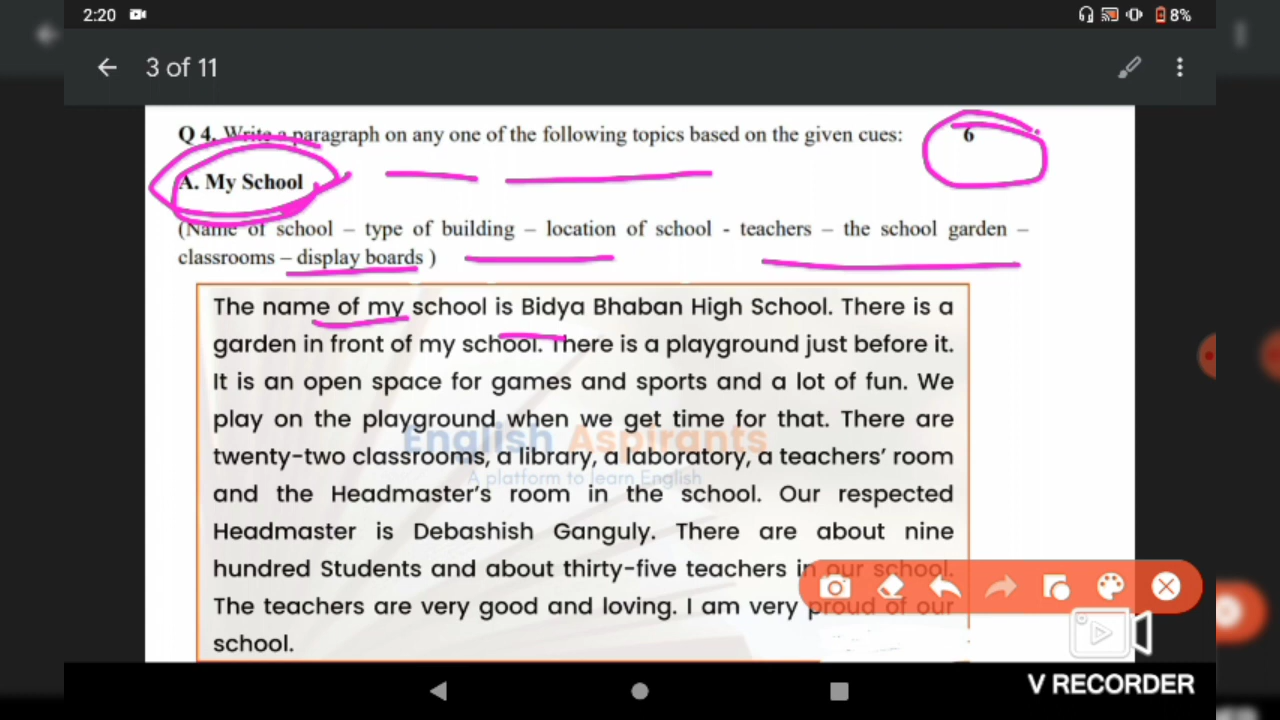 2:20 8%
3 of 11
Q 4. Write a paragraph on any one of the following topics based on the given cues: 6
A. My School
(Name of school – type of building – location of school - teachers – the school garden –
classrooms – display boards )
The name of my school is Bidya Bhaban High School. There is a
garden in front of my school. There is a playground just before it.
It is an open space for games and sports and a lot of fun. We
play on the playground when we get time for that. There are
English Aspirants
twenty-two classrooms, a library, a laboratory, a teachers’ room
A platform to learn English
and the Headmaster’s room in the school. Our respected
Headmaster is Debashish Ganguly. There are about nine
hundred Students and about thirty-five teachers in our school.
The teachers are very good and loving. I am very proud of our
school.
V RECORDER